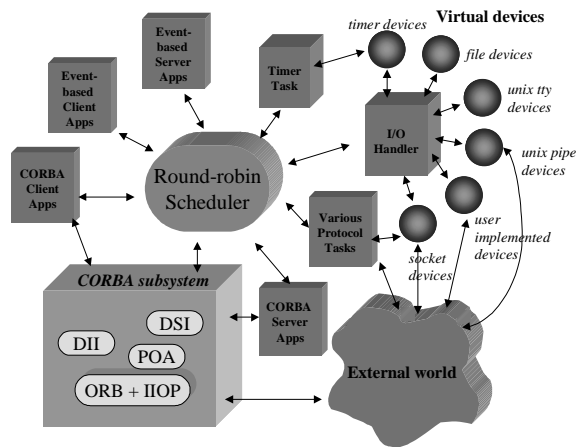 timer devices
Virtual devices
Event-
based
Server
Apps
file devices
Timer
Task
Event-
based
Client
Apps
unix tty
devices
I/O
Handler
unix pipe
devices
CORBA
Client
Apps
Round-robin
Scheduler
Various
Protocol
Tasks
user
implemented
devices
socket
devices
CORBA subsystem
CORBA
Server
Apps
DSI
DII
POA
ORB + IIOP
External world